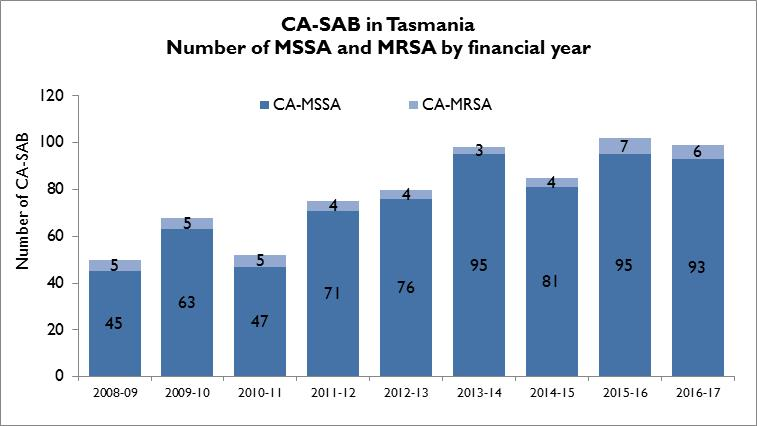 CA-SAB in Tasmania
Number of MSSA and MRSA by financial year
CA-MSSA CA-MRSA
Number of CA-SAB
120
100
80
60
40
20
0
5 5 5 4 4 3 4 7 6
45 63 47 71 76 95 81 95 93
2008-09 2009-10 2010-11 2011-12 2012-13 2013-14 2014-15 2015-16 2016-17